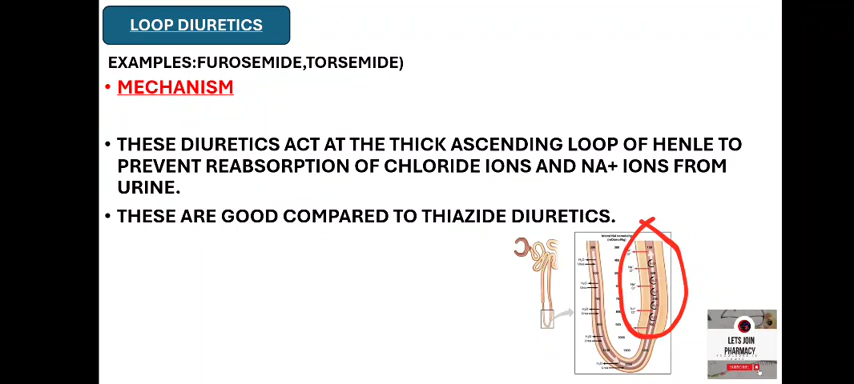 LOOP DIURETICS
EXAMPLES:FUROSEMIDE,TORSEMIDE)
• MECHANISM
• THESE DIURETICS ACT AT THE THICK ASCENDING LOOP OF HENLE TO
PREVENT REABSORPTION OF CHLORIDE IONS AND NA+ IONS FROM
URINE.
• THESE ARE GOOD COMPARED TO THIAZIDE DIURETICS.
LETS JOIN
PHARMACY